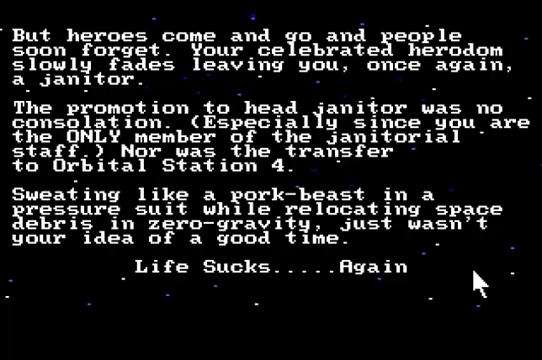 But heroes come and go and people
soon forget. Your celebrated herodom
slowly fades leaving you, once again,
a janitor.
The promotion to head janitor was no
consolation. (Especially since you are
the ONLY member of the janitorial
staff.) Nor was the transfer
to Orbital Station 4.
Sweating like a pork-beast in a
pressure suit while relocating space
debris in zero-gravity, just wasn't
your idea of a good time.
Life Sucks.....Again